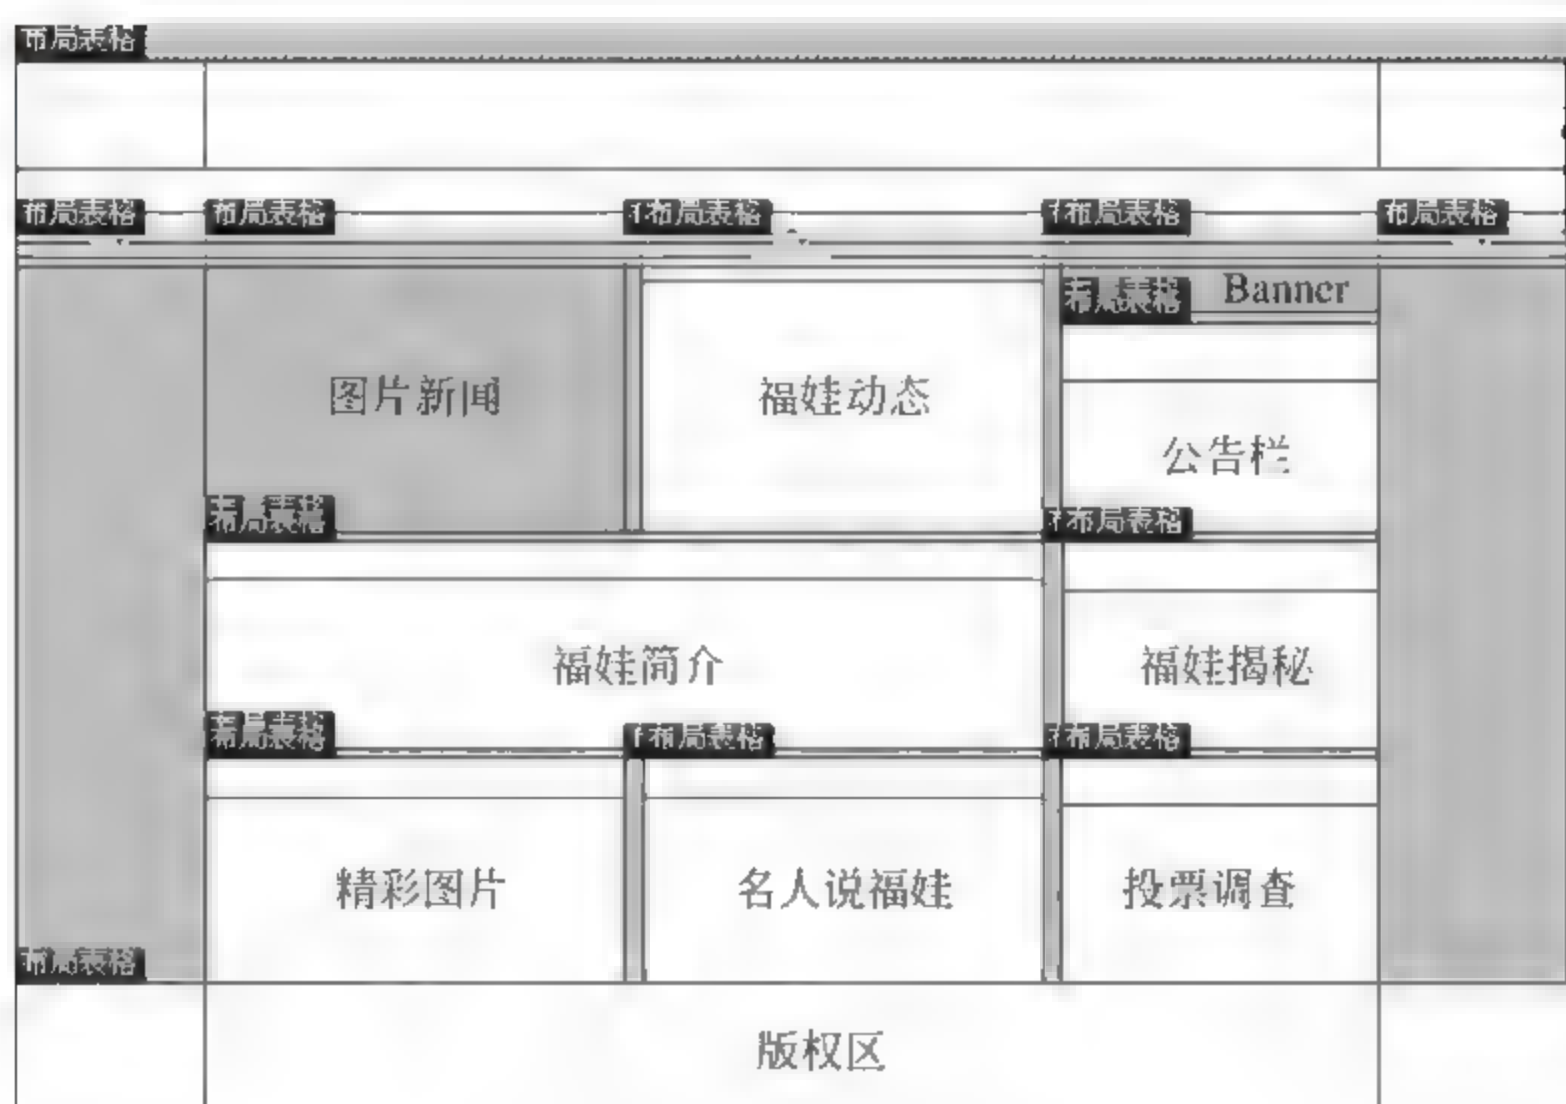 布局表格
布局表格 布局表格 布局表格 布局表格 布局表格
布局表格 Banner
图片新闻 福娃动态
公告栏
布局表格 布局表格
福娃简介 福娃揭秘
布局表格 布局表格 布局表格
精彩图片 名人说福娃 投票调查
布局表格
版权区